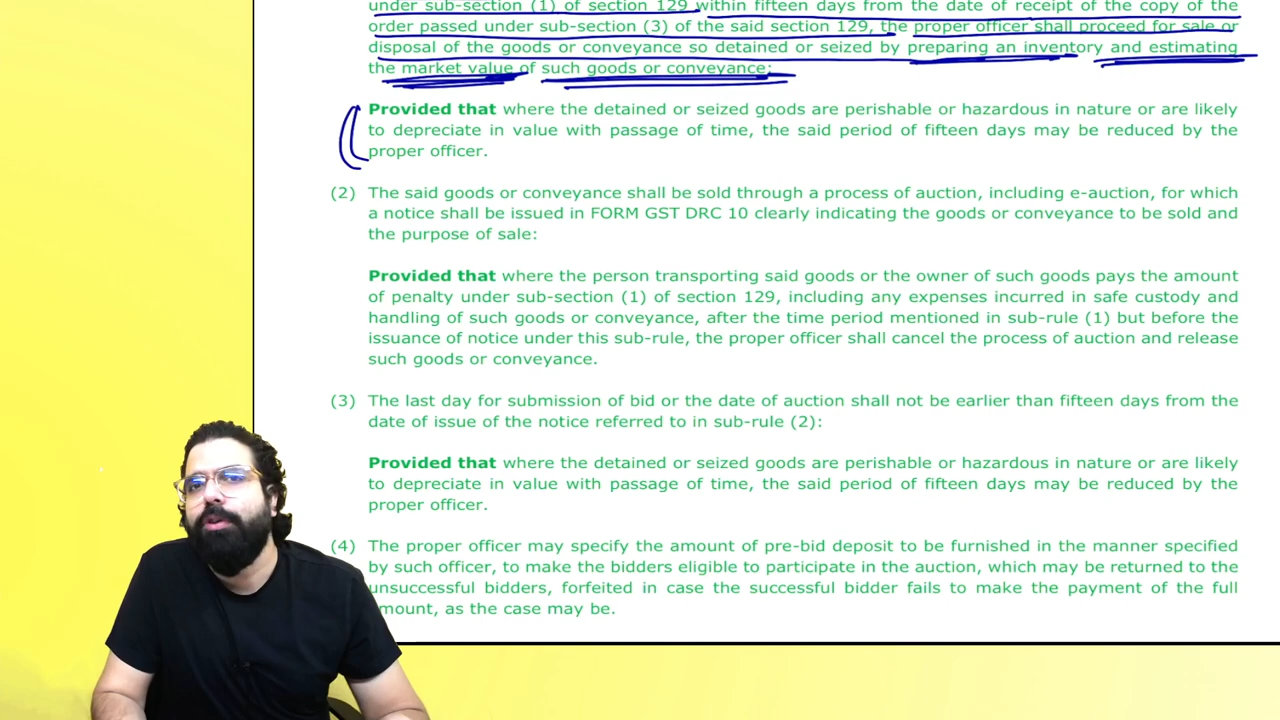 under sub-section (1) of section 129 within fifteen days from the date of receipt of the copy of the
order passed under sub-section (3) of the said section 129, the proper officer shall proceed for sale or
disposal of the goods or conveyance so detained or seized by preparing an inventory and estimating
the market value of such goods or conveyance:
Provided that where the detained or seized goods are perishable or hazardous in nature or are likely
to depreciate in value with passage of time, the said period of fifteen days may be reduced by the
proper officer.
(2) The said goods or conveyance shall be sold through a process of auction, including e-auction, for which
a notice shall be issued in FORM GST DRC 10 clearly indicating the goods or conveyance to be sold and
the purpose of sale:
Provided that where the person transporting said goods or the owner of such goods pays the amount
of penalty under sub-section (1) of section 129, including any expenses incurred in safe custody and
handling of such goods or conveyance, after the time period mentioned in sub-rule (1) but before the
issuance of notice under this sub-rule, the proper officer shall cancel the process of auction and release
such goods or conveyance.
(3) The last day for submission of bid or the date of auction shall not be earlier than fifteen days from the
date of issue of the notice referred to in sub-rule (2):
Provided that where the detained or seized goods are perishable or hazardous in nature or are likely
to depreciate in value with passage of time, the said period of fifteen days may be reduced by the
proper officer.
(4) The proper officer may specify the amount of pre-bid deposit to be furnished in the manner specified
by such officer, to make the bidders eligible to participate in the auction, which may be returned to the
unsuccessful bidders, forfeited in case the successful bidder fails to make the payment of the full
mount, as the case may be.